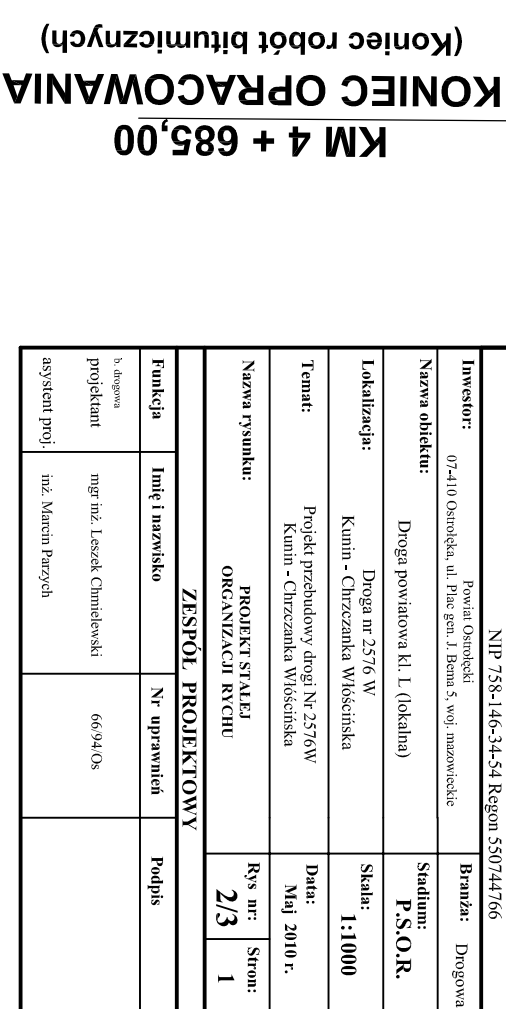 KM 4 + 685,00
KONIEC OPRACOWANIA
(Koniec robót bitumicznych)
NIP 758-146-34-54 Regon 550744766
Inwestor:
Powiat Ostrołęcki
07-410 Ostrołęka, ul. Plac gen. J. Bema 5, woj. mazowieckie
Branża:
Drogowa
Nazwa obiektu:
Droga powiatowa kl. L (lokalna)
Stadium:
P.S.O.R.
Lokalizacja:
Droga nr 2576 W
Kunin - Chrzczanka Włościńska
Skala:
1:1000
Temat:
Projekt przebudowy drogi Nr 2576W
Kunin - Chrzczanka Włościńska
Data:
Maj 2010 r.
Nazwa rysunku:
PROJEKT STALEJ
ORGANIZACJI RYCHU
Rys nr:
2/3
Stron:
1
ZESPÓŁ PROJEKTOWY
Funkcja
Imię i nazwisko
Nr uprawnień
Podpis
b. drogowa
projektant
mgr inż. Leszek Chmielewski
66/94/Os
asystent proj.
inż. Marcin Parzych